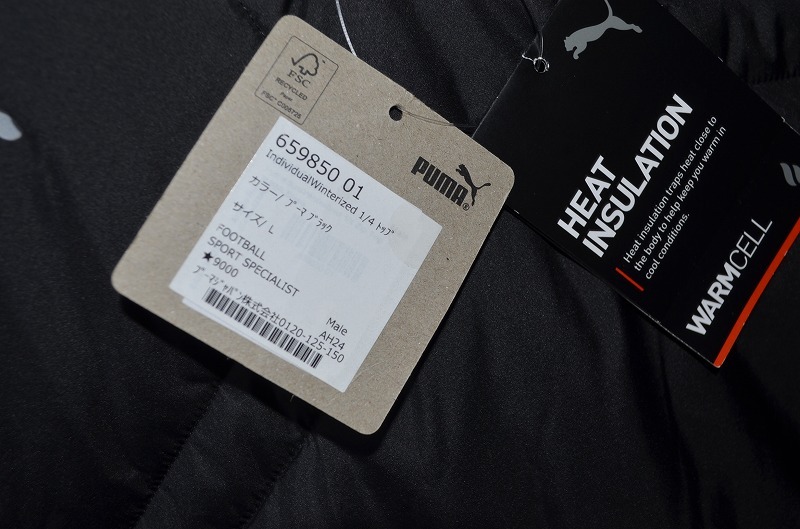 FSC
RECYCLED
Paper
FSC™ C008725
PUMA®
659850 01
IndividualWinterized 1/4 トップ
カラー/ プーマ ブラック
サイズ/ L
FOOTBALL
SPORT SPECIALIST
★9000
Male
AH24
プーマジャパン株式会社0120-125-150
HEAT
INSULATION
Heat insulation traps heat close to
the body to help keep you warm in
cool conditions.
WARMCELL